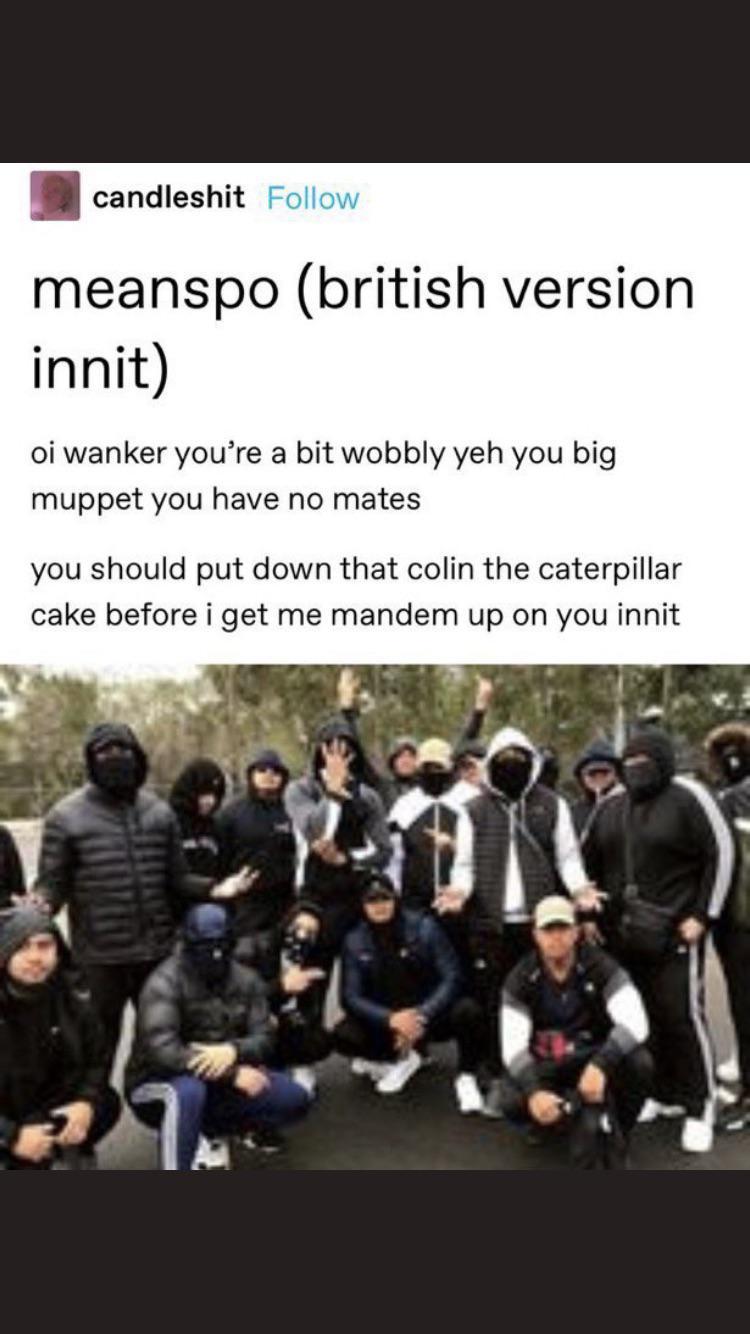 candleshit Follow
meanspo (british version
innit)
oi wanker you're a bit wobbly yeh you big
muppet you have no mates
you should put down that colin the caterpillar
cake before i get me mandem up on you innit